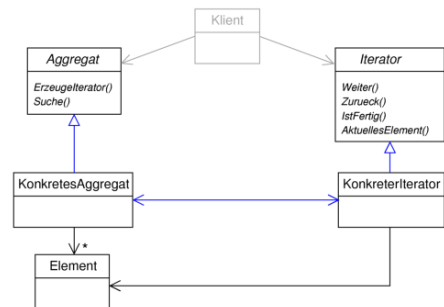 Klient
Aggregat
ErzeugeIterator()
Suche()
Iterator
Weiter()
Zurueck()
IstFertig()
AktuellesElement()
KonkretesAggregat
KonkreterIterator
*
Element